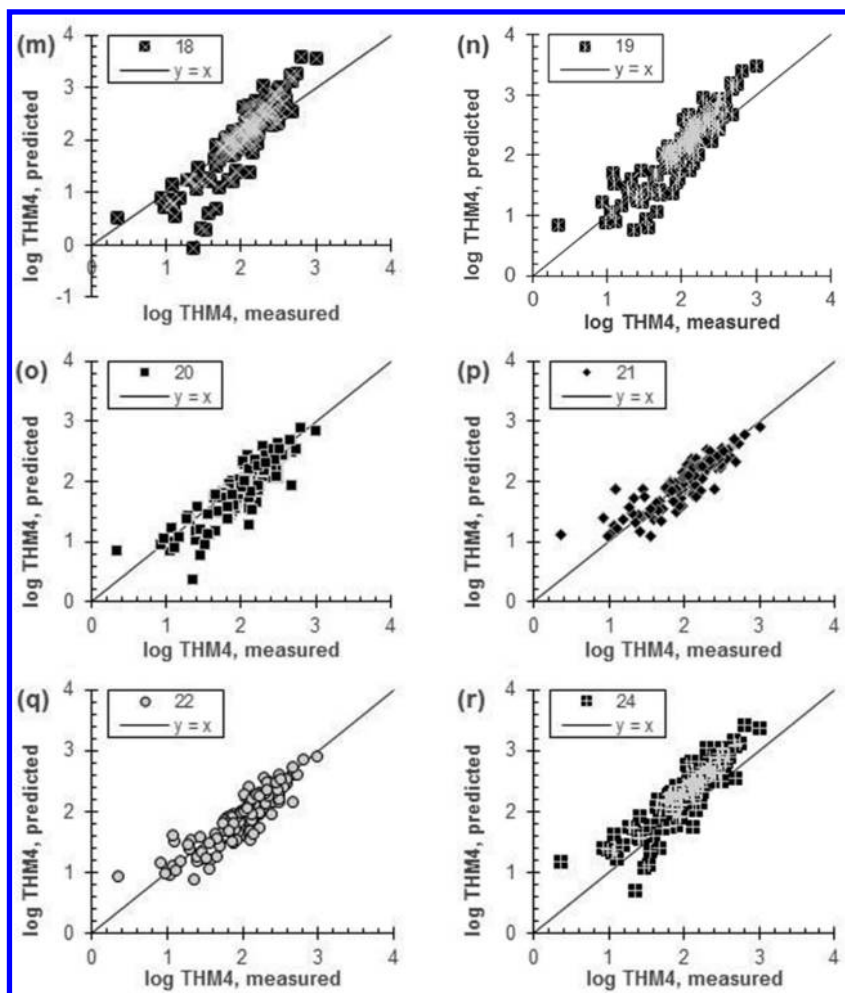 (m)
18
y = x
log THM4, predicted
4
3
2
1
0
-1
0
1
2
3
4
log THM4, measured
(n)
19
y = x
log THM4, predicted
4
3
2
1
0
0
1
2
3
4
log THM4, measured
(o)
20
y = x
log THM4, predicted
4
3
2
1
0
0
1
2
3
4
log THM4, measured
(p)
21
y = x
log THM4, predicted
4
3
2
1
0
0
1
2
3
4
log THM4, measured
(q)
22
y = x
log THM4, predicted
4
3
2
1
0
0
1
2
3
4
log THM4, measured
(r)
24
y = x
log THM4, predicted
4
3
2
1
0
0
1
2
3
4
log THM4, measured